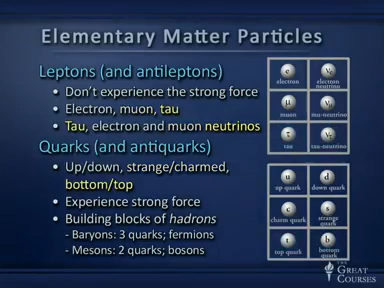 Elementary Matter Particles
Leptons (and antileptons)
• Don't experience the strong force
• Electron, muon, tau
• Tau, electron and muon neutrinos
Quarks (and antiquarks)
• Up/down, strange/charmed,
bottom/top
• Experience strong force
• Building blocks of hadrons
- Baryons: 3 quarks; fermions
- Mesons: 2 quarks; bosons
e
electron
electron
neutrino
μ
muon
mu-neutrino
τ
tau
tau-neutrino
u
up quark
d
down quark
c
charm quark
s
strange
quark
t
top quark
b
bottom
quark
THE
GREAT
COURSES